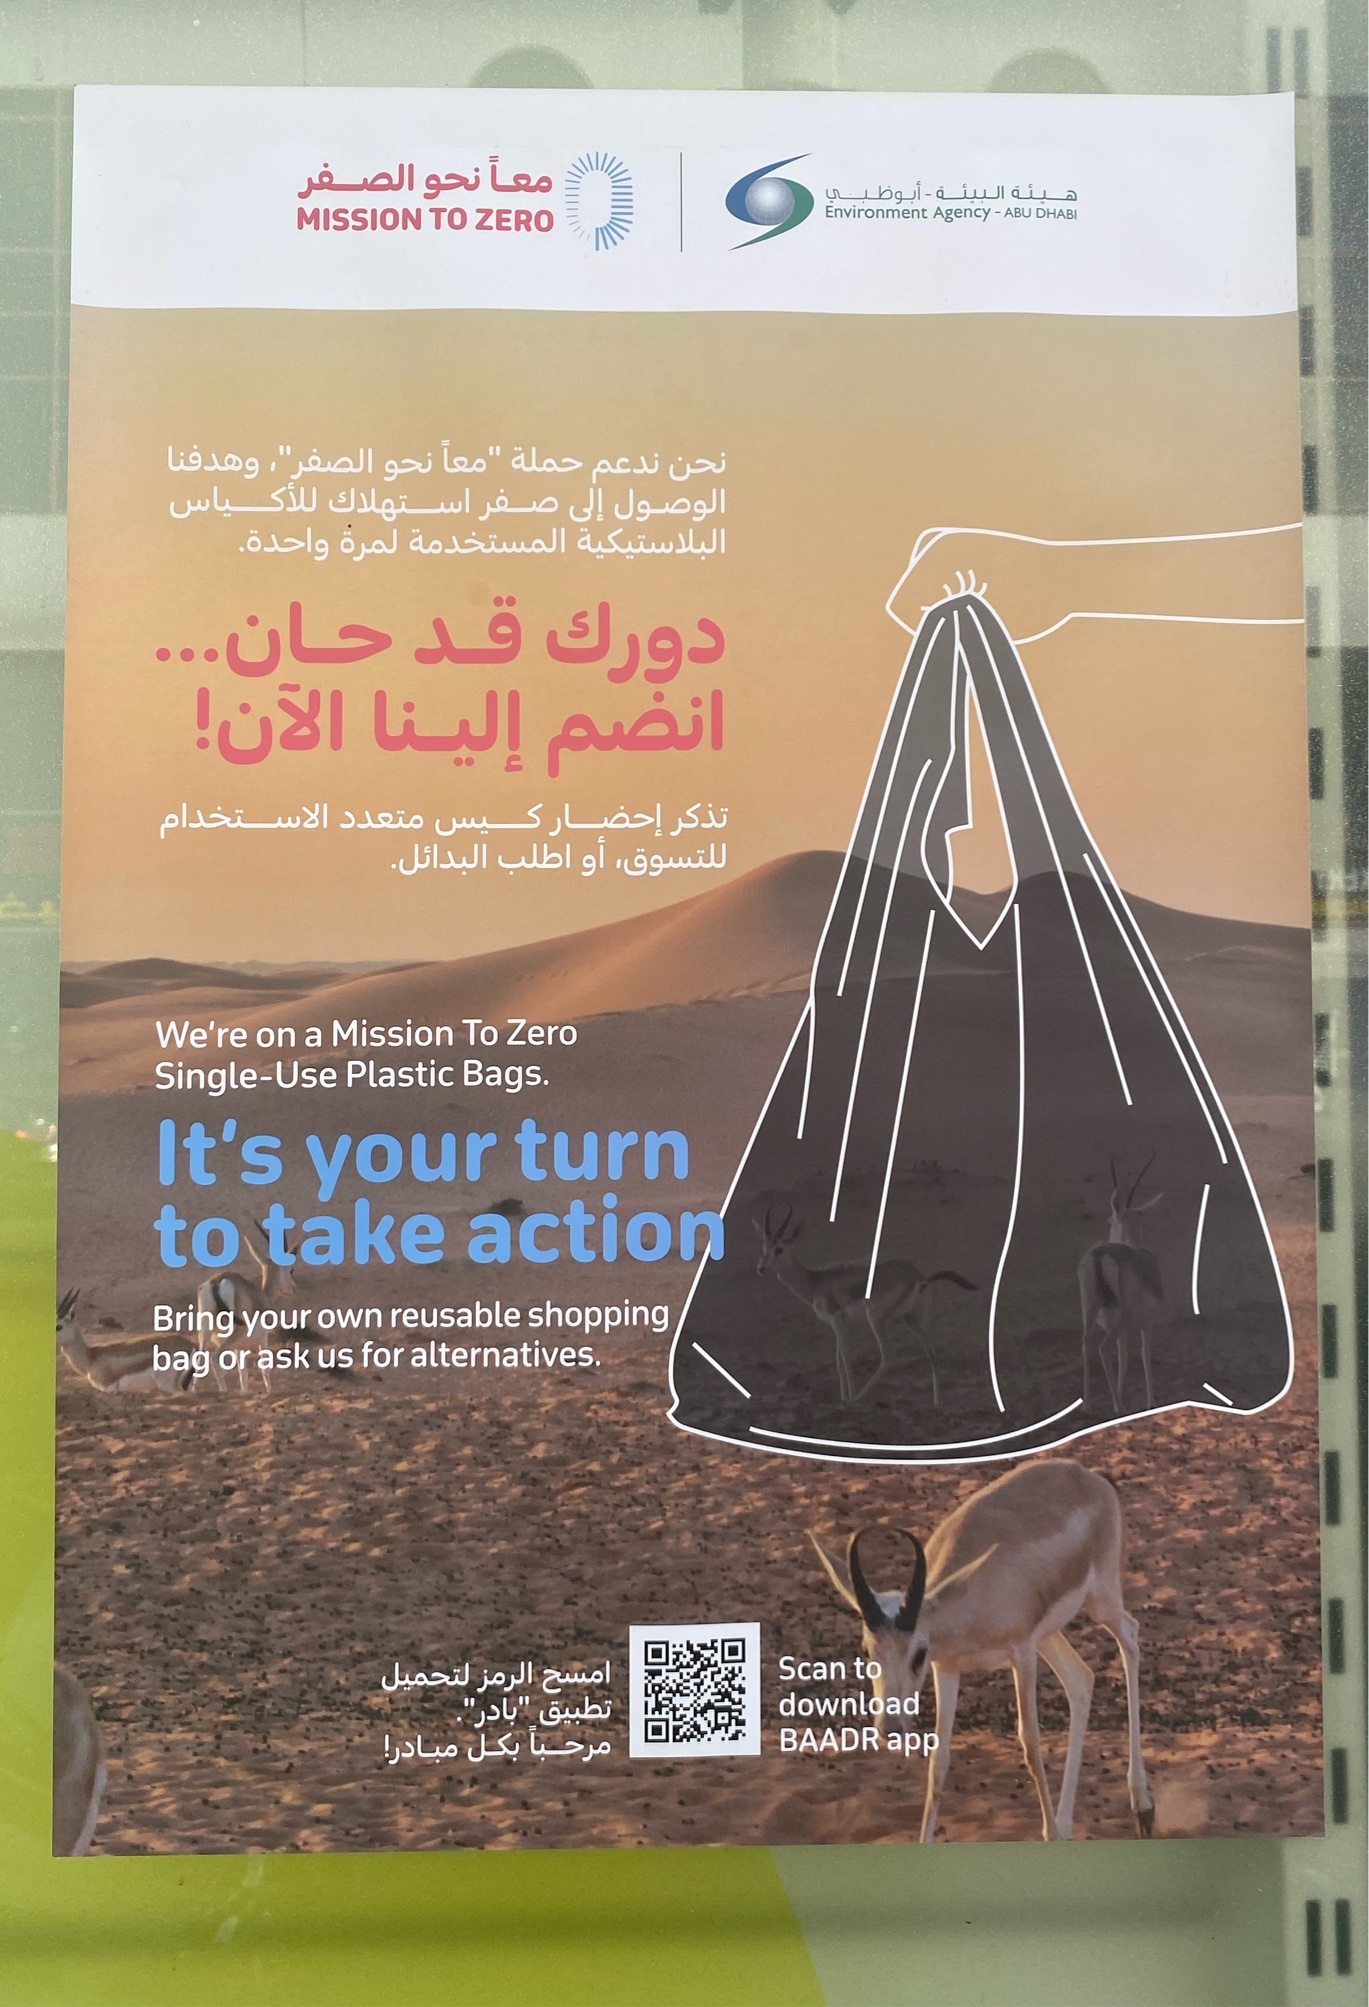 معاً نحو الصفر
MISSION TO ZERO
هيئة البيئة - أبوظبي
Environment Agency - ABU DHABI
نحن ندعم حملة "معاً نحو الصفر"، وهدفنا
الوصول إلى صفر استهلاك للأكياس
البلاستيكية المستخدمة لمرة واحدة.
دورك قد حان...
انضم إلينا الآن!
تذكر إحضار كيس متعدد الاستخدام
للتسوق، أو اطلب البدائل.
We're on a Mission To Zero
Single-Use Plastic Bags.
It's your turn
to take action
Bring your own reusable shopping
bag or ask us for alternatives.
امسح الرمز لتحميل
تطبيق "بادر".
مرحباً بكل مبادر!
Scan to
download
BAADR app